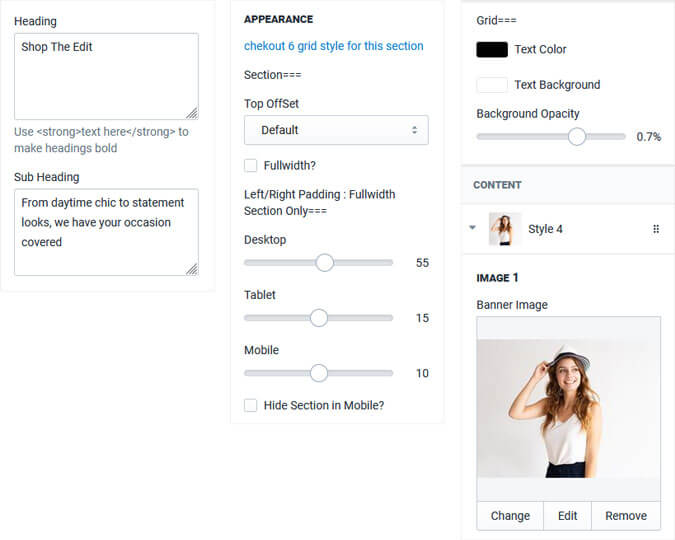 Heading
Shop The Edit
Use <strong>text here</strong> to
make headings bold
Sub Heading
From daytime chic to statement
looks, we have your occasion
covered
APPEARANCE
chekout 6 grid style for this section
Section===
Top OffSet
Default
Fullwidth?
Left/Right Padding : Fullwidth
Section Only===
Desktop
55
Tablet
15
Mobile
10
Hide Section in Mobile?
Grid===
Text Color
Text Background
Background Opacity
0.7%
CONTENT
Style 4
IMAGE 1
Banner Image
Change
Edit
Remove